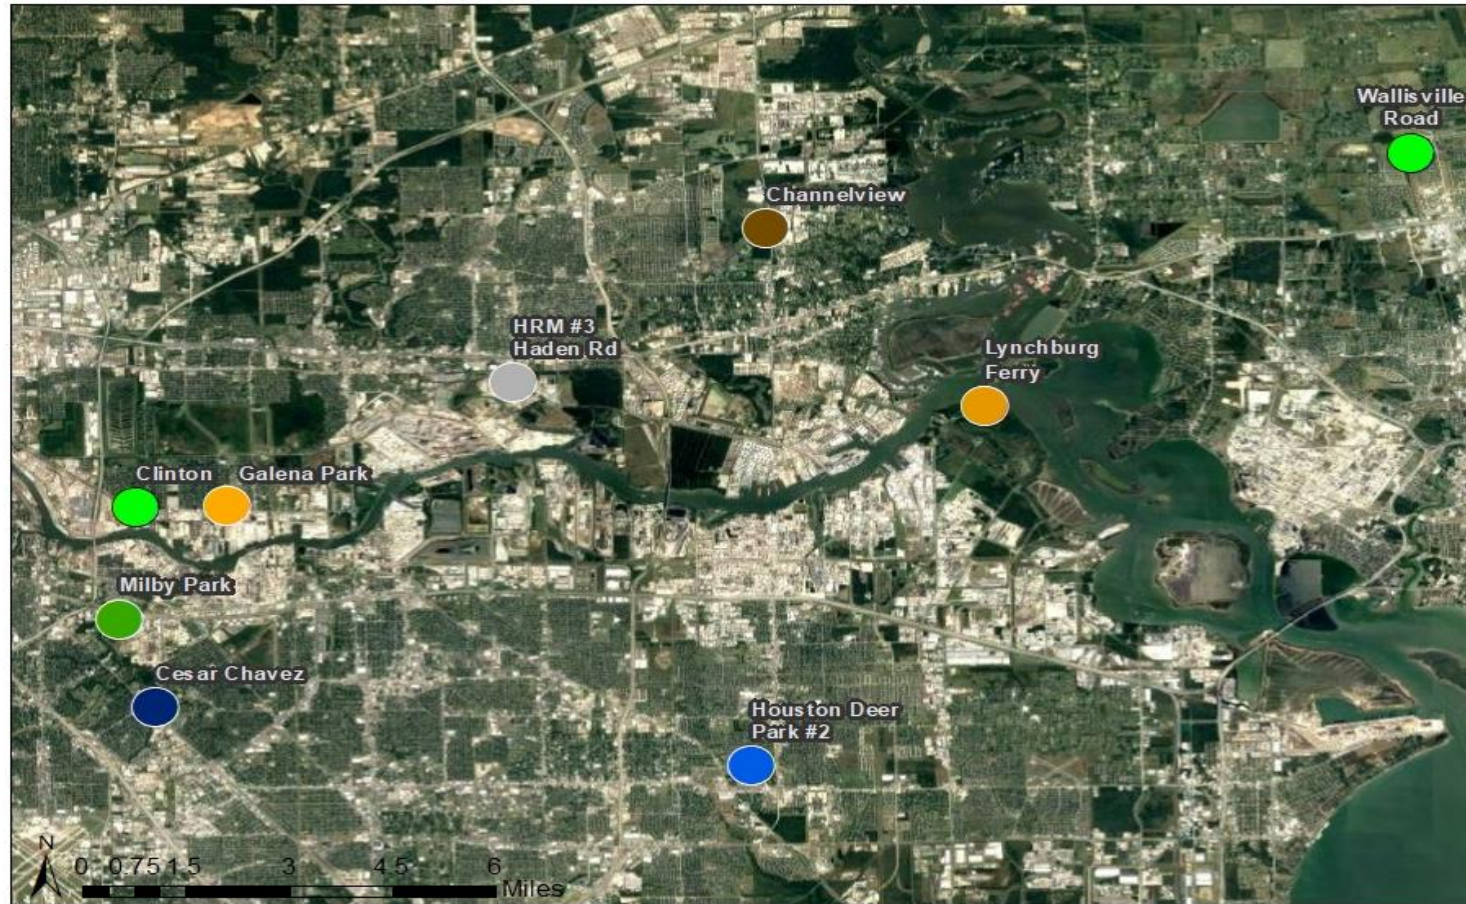 Wallisville
Road
Channelview
HRM #3
Haden Rd
Lynchburg
Ferry
Clinton
Galena Park
Milby Park
Cesar Chavez
Houston Deer
Park #2
N
0 0.75 1.5 3 4.5 6
Miles